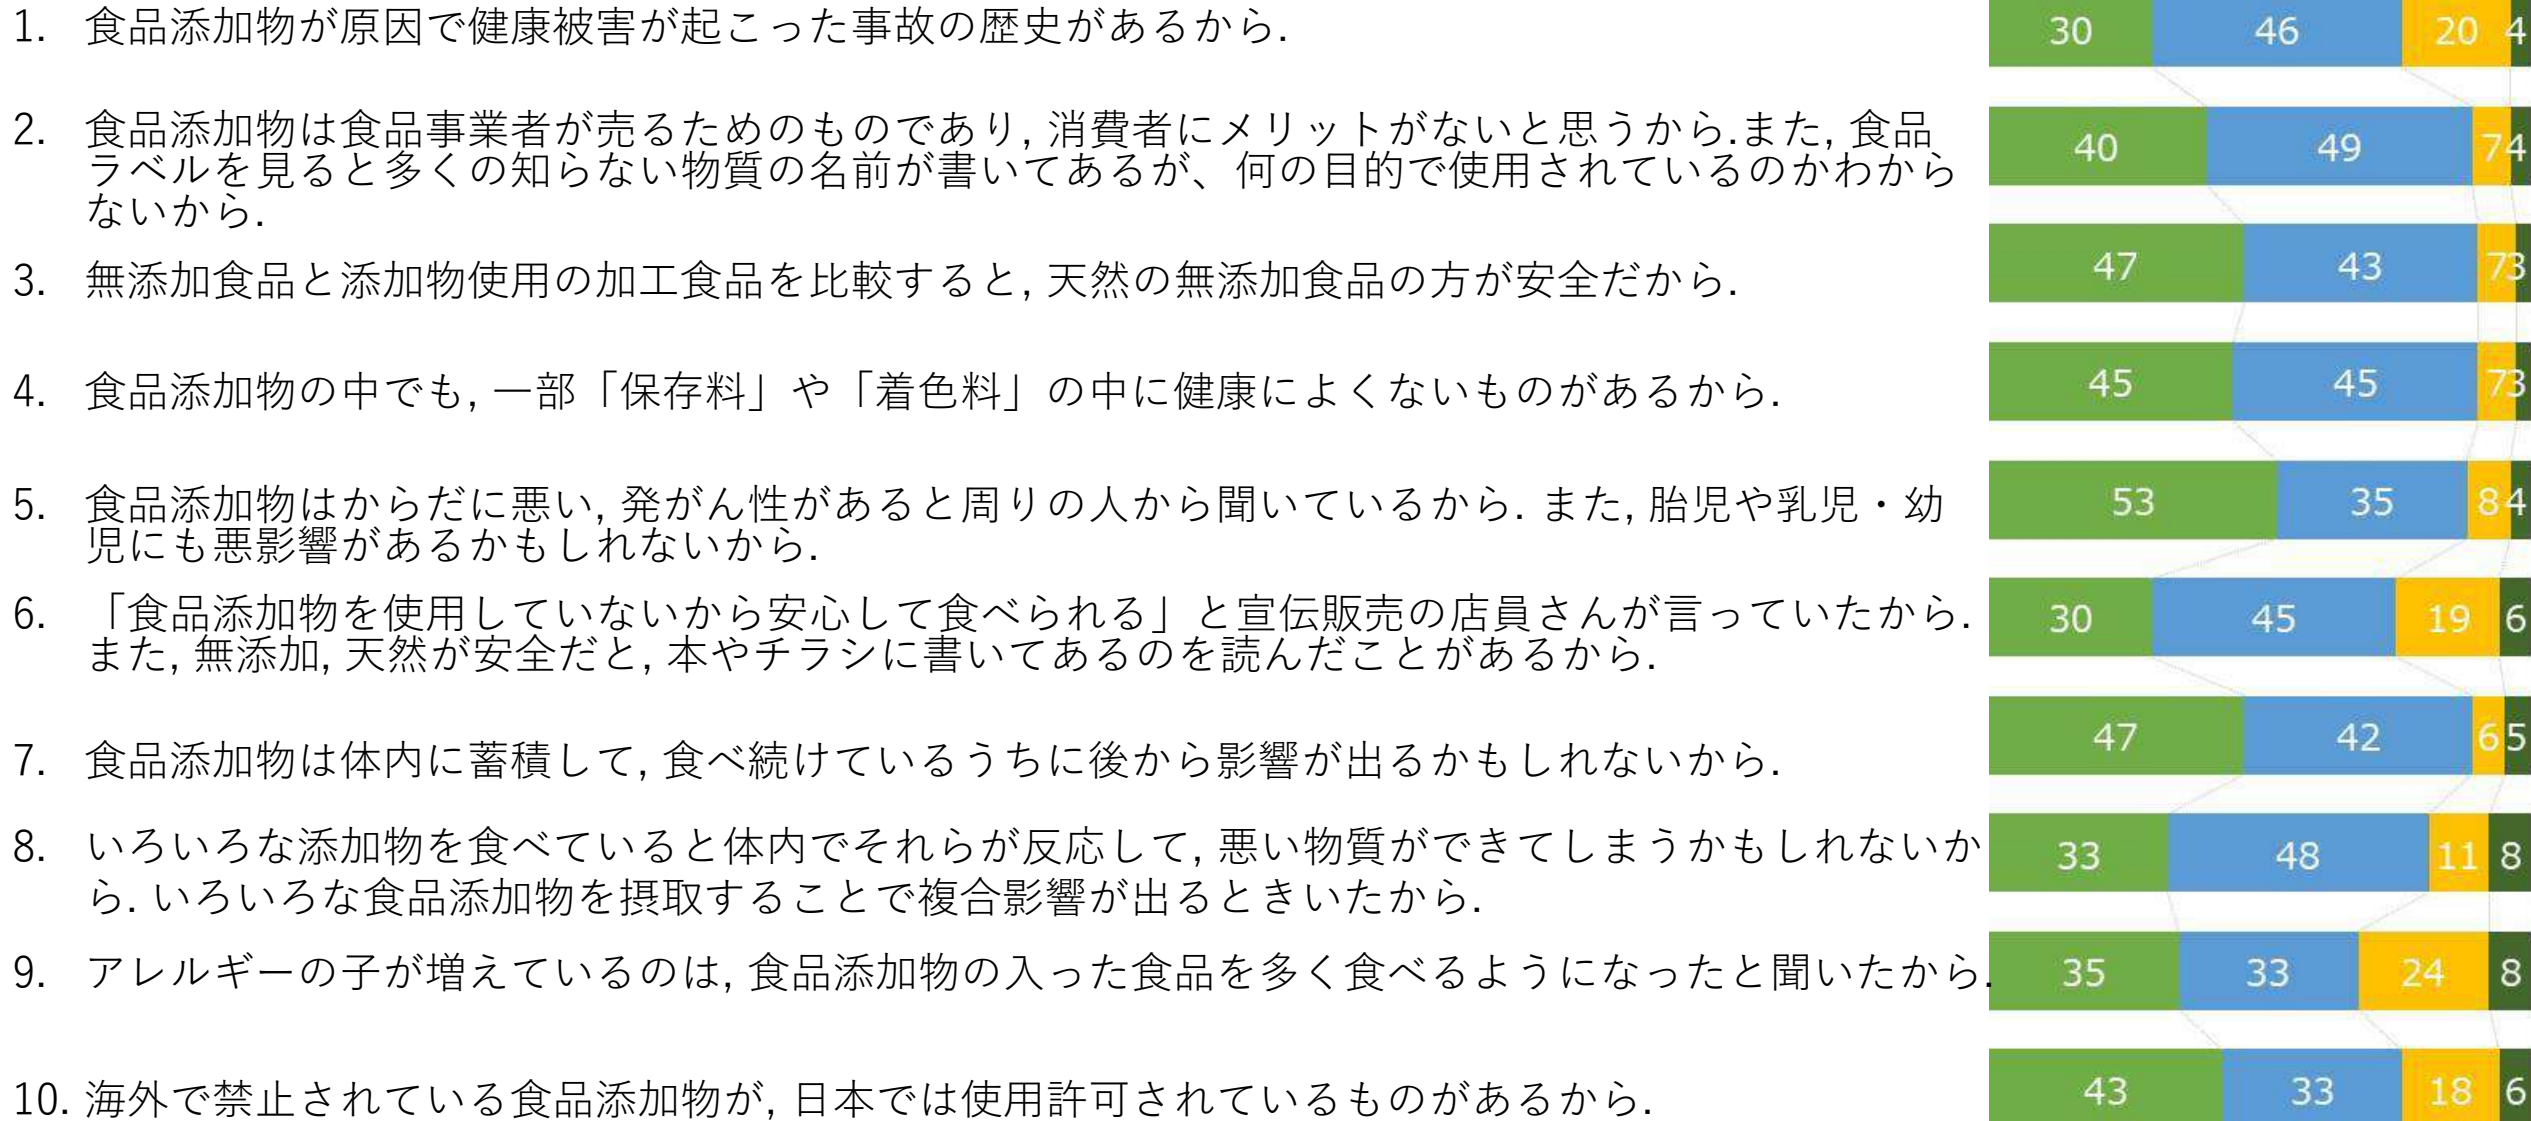 1. 食品添加物が原因で健康被害が起こった事故の歴史があるから.
30 46 20 4
2. 食品添加物は食品事業者が売るためのものであり, 消費者にメリットがないと思うから.また, 食品
ラベルを見ると多くの知らない物質の名前が書いてあるが、何の目的で使用されているのかわから
ないから.
40 49 7 4
3. 無添加食品と添加物使用の加工食品を比較すると, 天然の無添加食品の方が安全だから.
47 43 7 3
4. 食品添加物の中でも, 一部「保存料」や「着色料」の中に健康によくないものがあるから.
45 45 7 3
5. 食品添加物はからだに悪い, 発がん性があると周りの人から聞いているから. また, 胎児や乳児・幼
児にも悪影響があるかもしれないから.
53 35 8 4
6. 「食品添加物を使用していないから安心して食べられる」と宣伝販売の店員さんが言っていたから.
また, 無添加, 天然が安全だと, 本やチラシに書いてあるのを読んだことがあるから.
30 45 19 6
7. 食品添加物は体内に蓄積して, 食べ続けているうちに後から影響が出るかもしれないから.
47 42 6 5
8. いろいろな添加物を食べていると体内でそれらが反応して, 悪い物質ができてしまうかもしれないか
ら. いろいろな食品添加物を摂取することで複合影響が出るときいたから.
33 48 11 8
9. アレルギーの子が増えているのは, 食品添加物の入った食品を多く食べるようになったと聞いたから.
35 33 24 8
10. 海外で禁止されている食品添加物が, 日本では使用許可されているものがあるから.
43 33 18 6